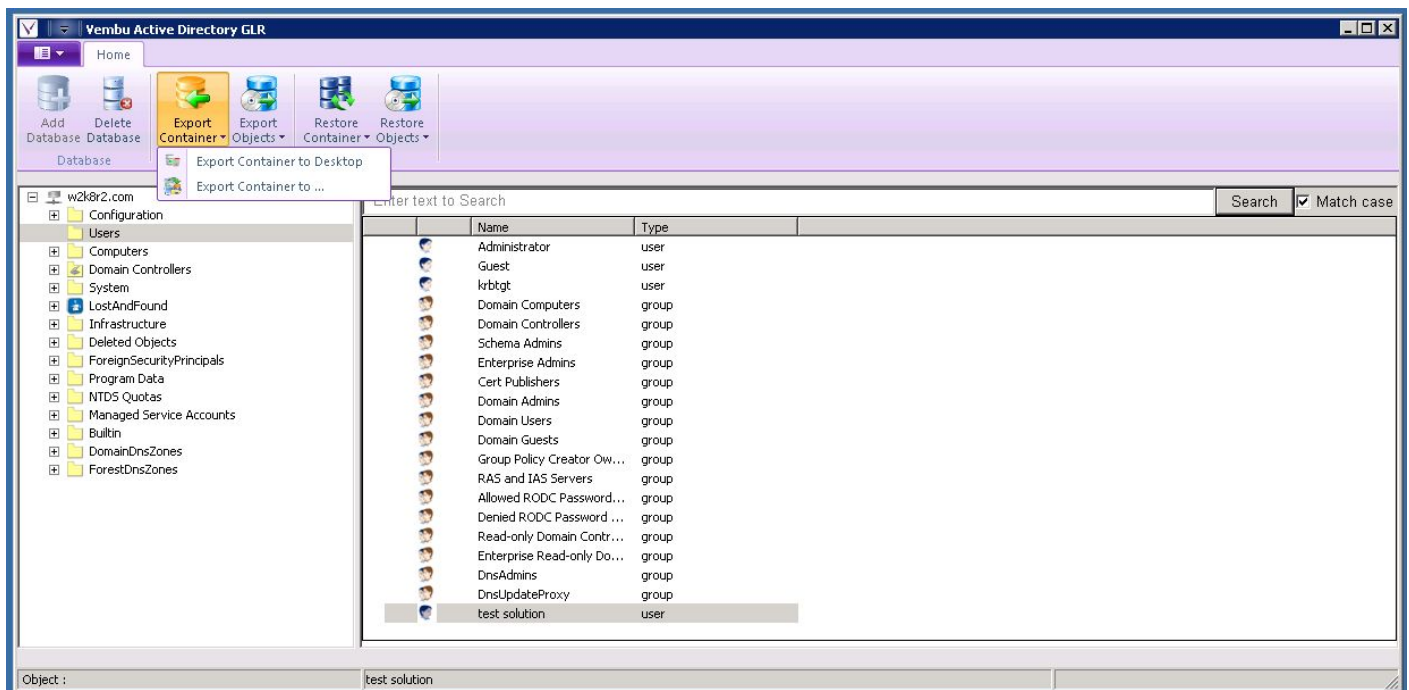 Vembu Active Directory GLR
Home
Add Database
Delete Database
Export Container
Export Objects
Restore Container
Restore Objects
Database
Export Container to Desktop
Export Container to ...
w2k8r2.com
Configuration
Users
Computers
Domain Controllers
System
LostAndFound
Infrastructure
Deleted Objects
ForeignSecurityPrincipals
Program Data
NTDS Quotas
Managed Service Accounts
Builtin
DomainDnsZones
ForestDnsZones
Enter text to Search
Search
Match case
Name Type
Administrator user
Guest user
krbtgt user
Domain Computers group
Domain Controllers group
Schema Admins group
Enterprise Admins group
Cert Publishers group
Domain Admins group
Domain Users group
Domain Guests group
Group Policy Creator Ow... group
RAS and IAS Servers group
Allowed RODC Password... group
Denied RODC Password ... group
Read-only Domain Contr... group
Enterprise Read-only Do... group
DnsAdmins group
DnsUpdateProxy group
test solution user
Object : test solution